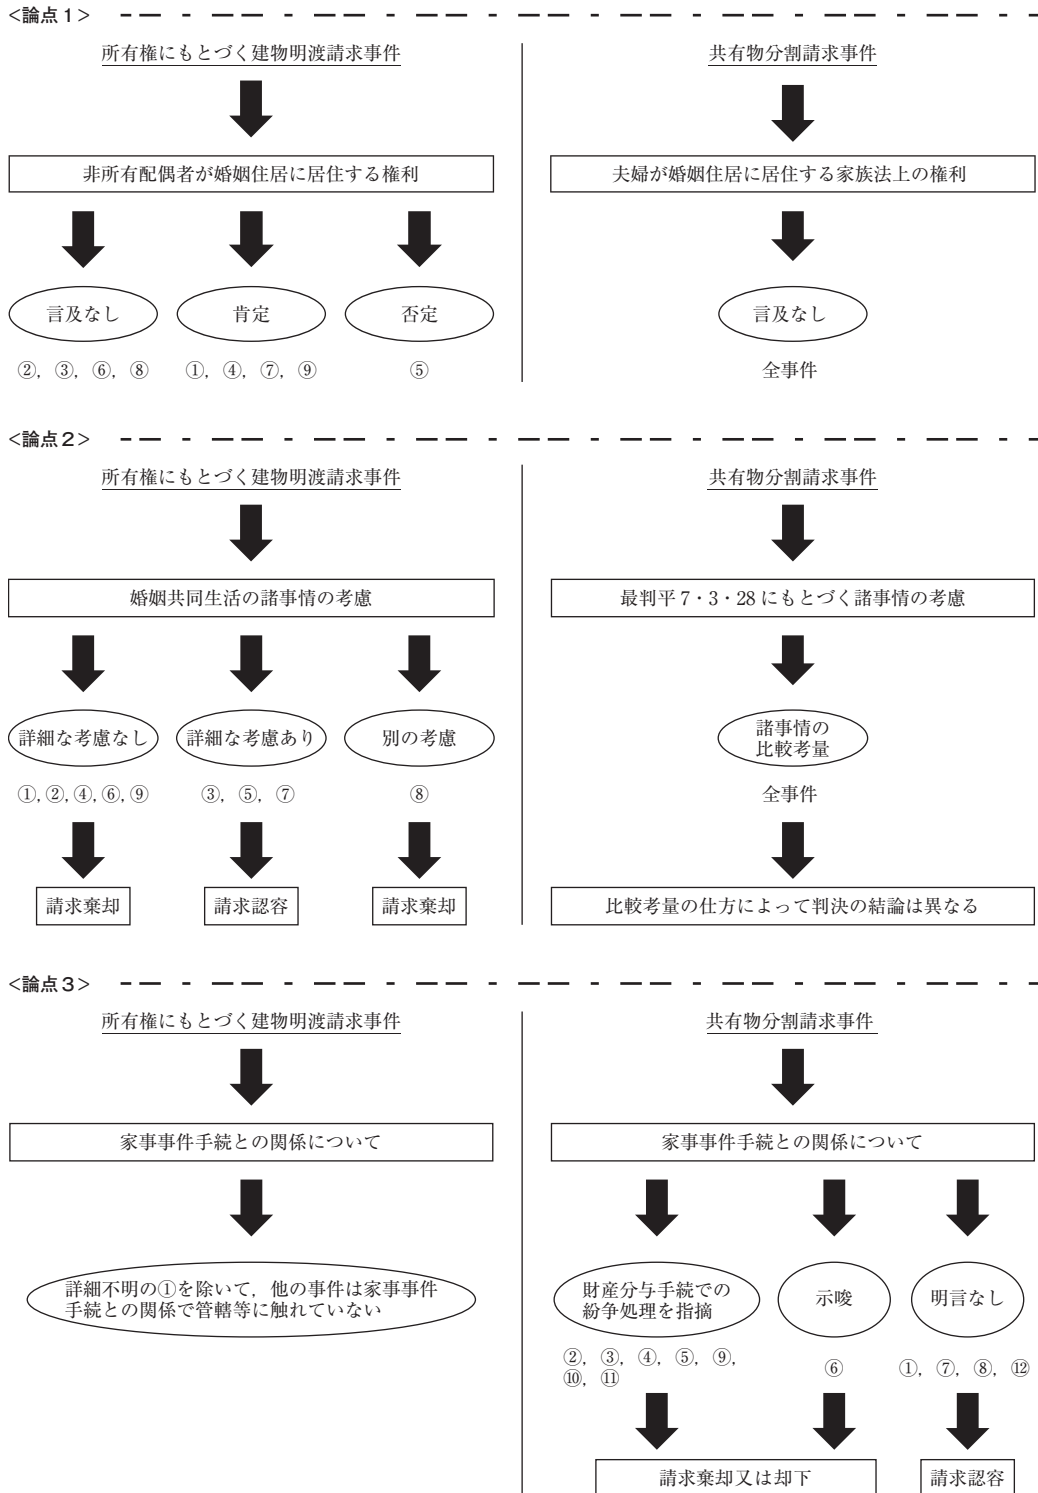 <論点1>
所有権にもとづく建物明渡請求事件
非所有配偶者が婚姻住居に居住する権利
言及なし
肯定
否定
②，③，⑥，⑧
①，④，⑦，⑨
⑤
共有物分割請求事件
夫婦が婚姻住居に居住する家族法上の権利
言及なし
全事件
<論点2>
所有権にもとづく建物明渡請求事件
婚姻共同生活の諸事情の考慮
詳細な考慮なし
詳細な考慮あり
別の考慮
①，②，④，⑥，⑨
③，⑤，⑦
⑧
請求棄却
請求認容
請求棄却
共有物分割請求事件
最判平7・3・28にもとづく諸事情の考慮
諸事情の
比較考量
全事件
比較考量の仕方によって判決の結論は異なる
<論点3>
所有権にもとづく建物明渡請求事件
家事事件手続との関係について
詳細不明の①を除いて，他の事件は家事事件
手続との関係で管轄等に触れていない
共有物分割請求事件
家事事件手続との関係について
財産分与手続での
紛争処理を指摘
示唆
明言なし
②，③，④，⑤，⑨，
⑩，⑪
⑥
①，⑦，⑧，⑫
請求棄却又は却下
請求認容